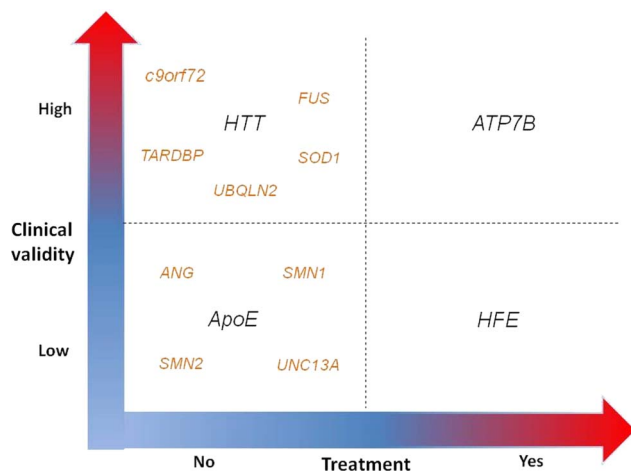 c9orf72
High
FUS
HTT
ATP7B
TARDBP
SOD1
UBQLN2
Clinical
validity
ANG
SMN1
ApoE
HFE
Low
SMN2
UNC13A
No
Treatment
Yes